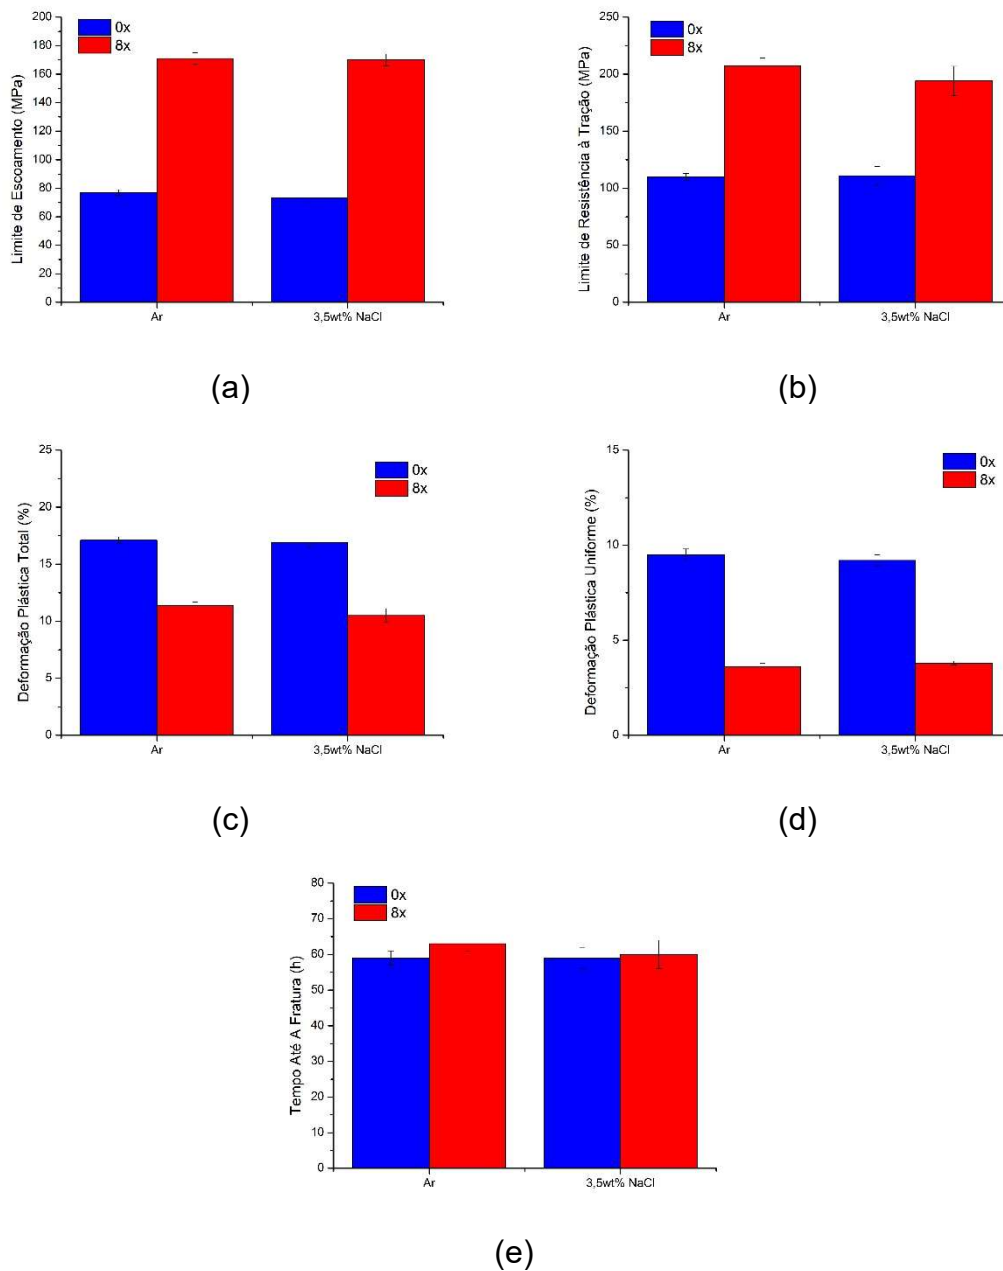 Limite de Escoamento (MPa)
200
180
160
140
120
100
80
60
40
20
0
0x
8x
Ar
3,5wt% NaCl
(a)
Limite de Resistência à Tração (MPa)
250
200
150
100
50
0
0x
8x
Ar
3,5wt% NaCl
(b)
Deformação Plástica Total (%)
25
20
15
10
5
0
0x
8x
Ar
3,5wt% NaCl
(c)
Deformação Plástica Uniforme (%)
15
10
5
0
0x
8x
Ar
3,5wt% NaCl
(d)
Tempo Até A Fratura (h)
80
70
60
50
40
30
20
10
0
0x
8x
Ar
3,5wt% NaCl
(e)